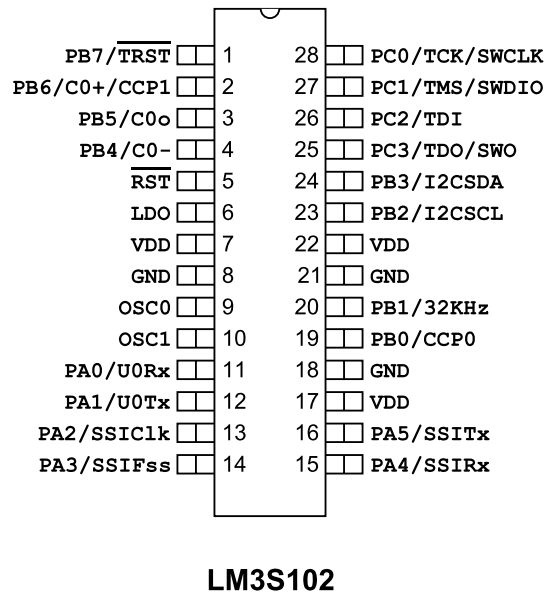 PB7/TRST 1 28 PC0/TCK/SWCLK
PB6/C0+/CCP1 2 27 PC1/TMS/SWDIO
PB5/C0o 3 26 PC2/TDI
PB4/C0- 4 25 PC3/TDO/SWO
RST 5 24 PB3/I2CSDA
LDO 6 23 PB2/I2CSCL
VDD 7 22 VDD
GND 8 21 GND
OSC0 9 20 PB1/32KHz
OSC1 10 19 PB0/CCP0
PA0/U0Rx 11 18 GND
PA1/U0Tx 12 17 VDD
PA2/SSIClk 13 16 PA5/SSITx
PA3/SSIFss 14 15 PA4/SSIRx
LM3S102